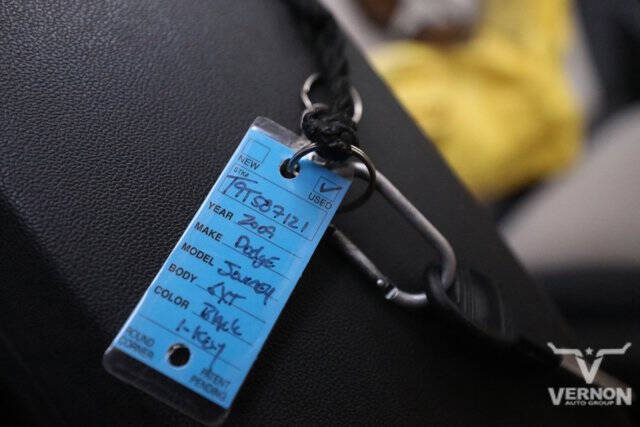 NEW
USED
STK# T9T587121
YEAR 2009
MAKE Dodge
MODEL Journey
BODY SXT
COLOR Black
1-Key
ROUND CORNER
PATENT PENDING
VERNON
AUTO GROUP